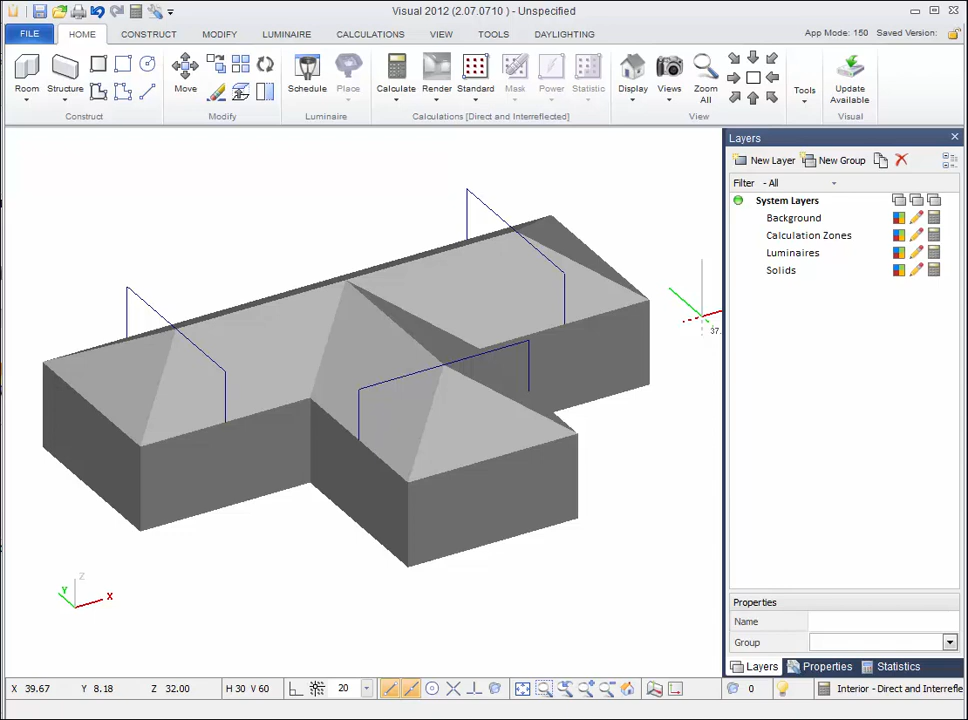 Visual 2012 (2.07.0710 ) - Unspecified
FILE HOME CONSTRUCT MODIFY LUMINAIRE CALCULATIONS VIEW TOOLS DAYLIGHTING App Mode: 150 Saved Version:
Room Structure Move Schedule Place Calculate Render Standard Mask Power Statistic Display Views Zoom All Tools Update Available
Construct Modify Luminaire Calculations [Direct and Interreflected] View Visual
Layers
New Layer New Group
Filter - All
System Layers
Background
Calculation Zones
Luminaires
Solids
37.
Z
Y
X
Properties
Name
Group
Layers Properties Statistics
X 39.67 Y 8.18 Z 32.00 H 30 V 60 20 0 Interior - Direct and Interrefle